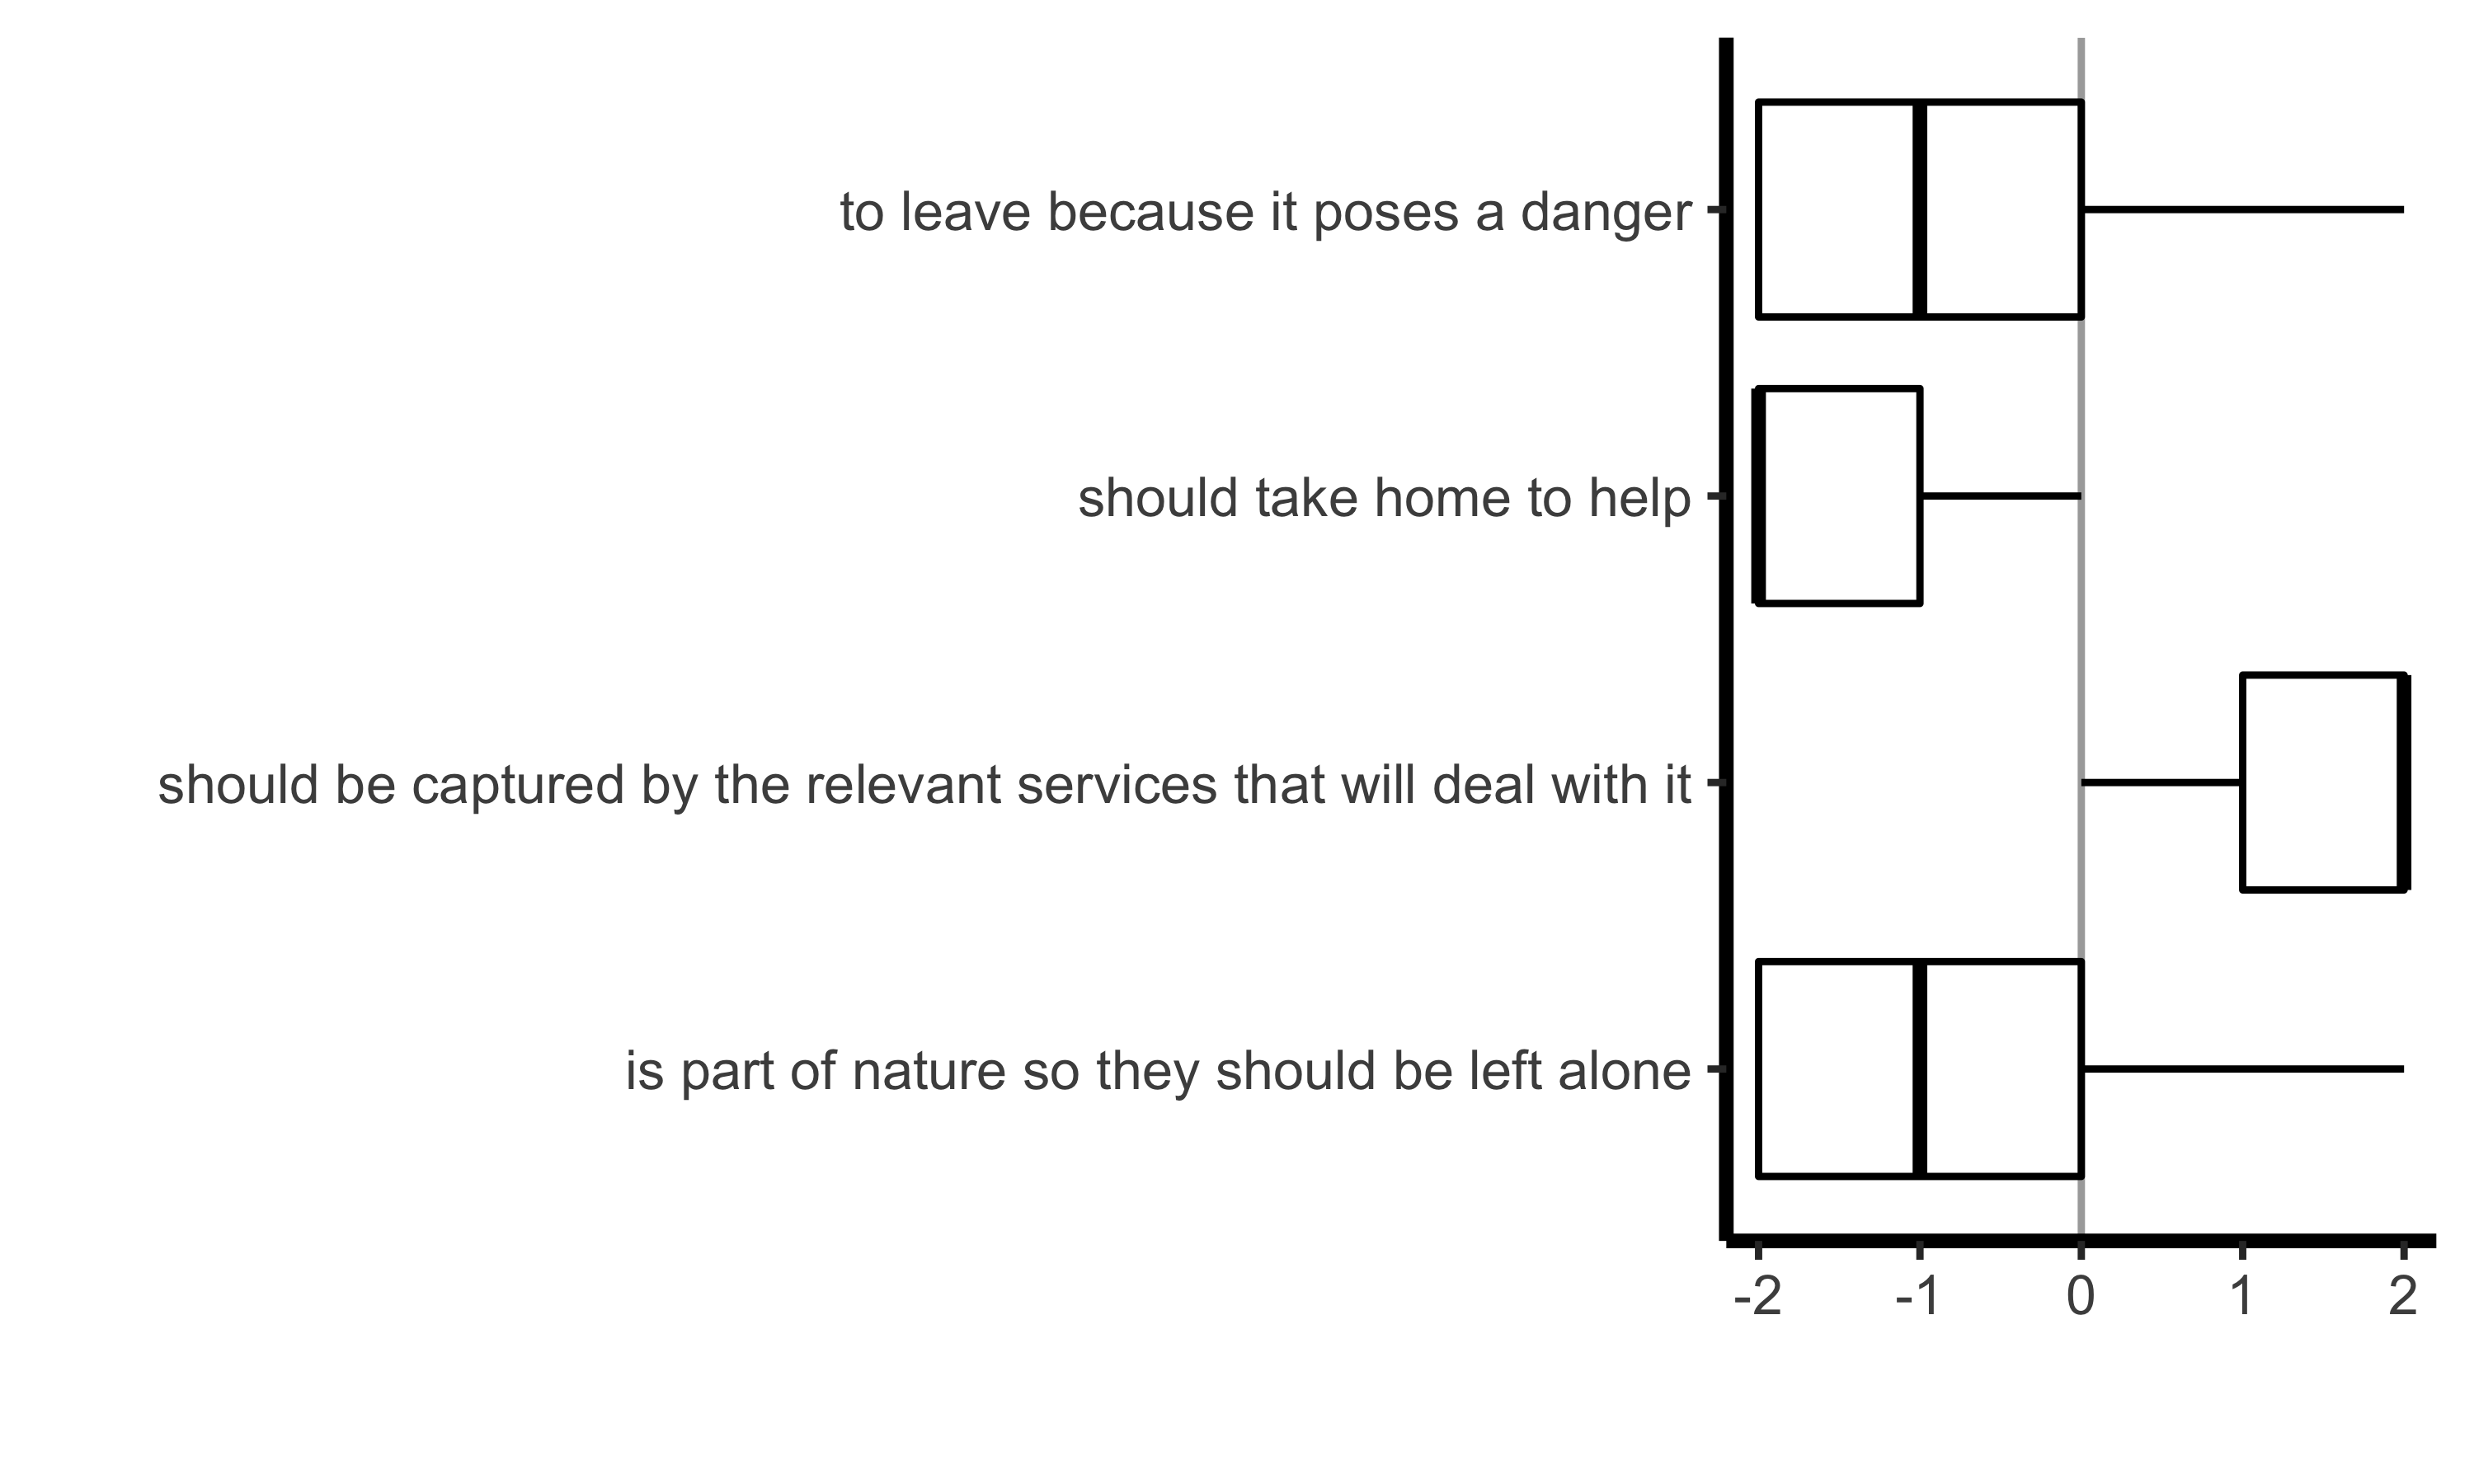 to leave because it poses a danger
should take home to help
should be captured by the relevant services that will deal with it
is part of nature so they should be left alone
-2 -1 0 1 2